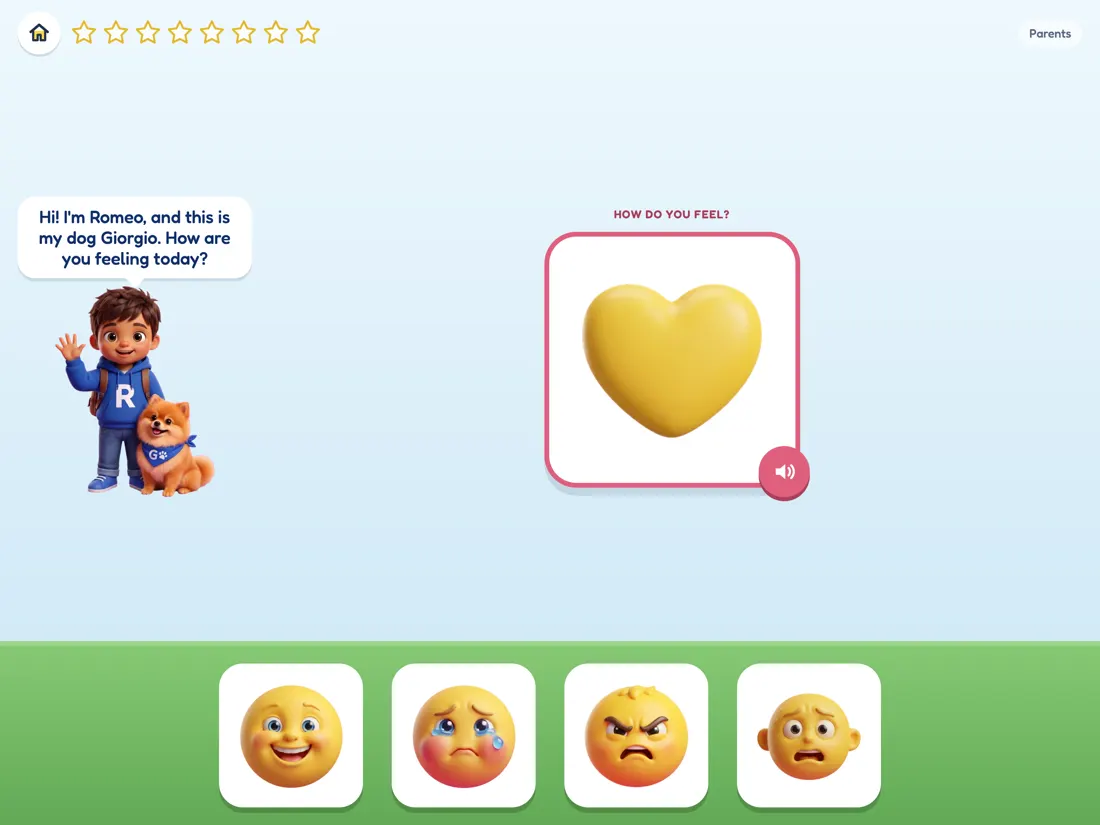 Parents
Hi! I'm Romeo, and this is
my dog Giorgio. How are
you feeling today?
HOW DO YOU FEEL?
R
G